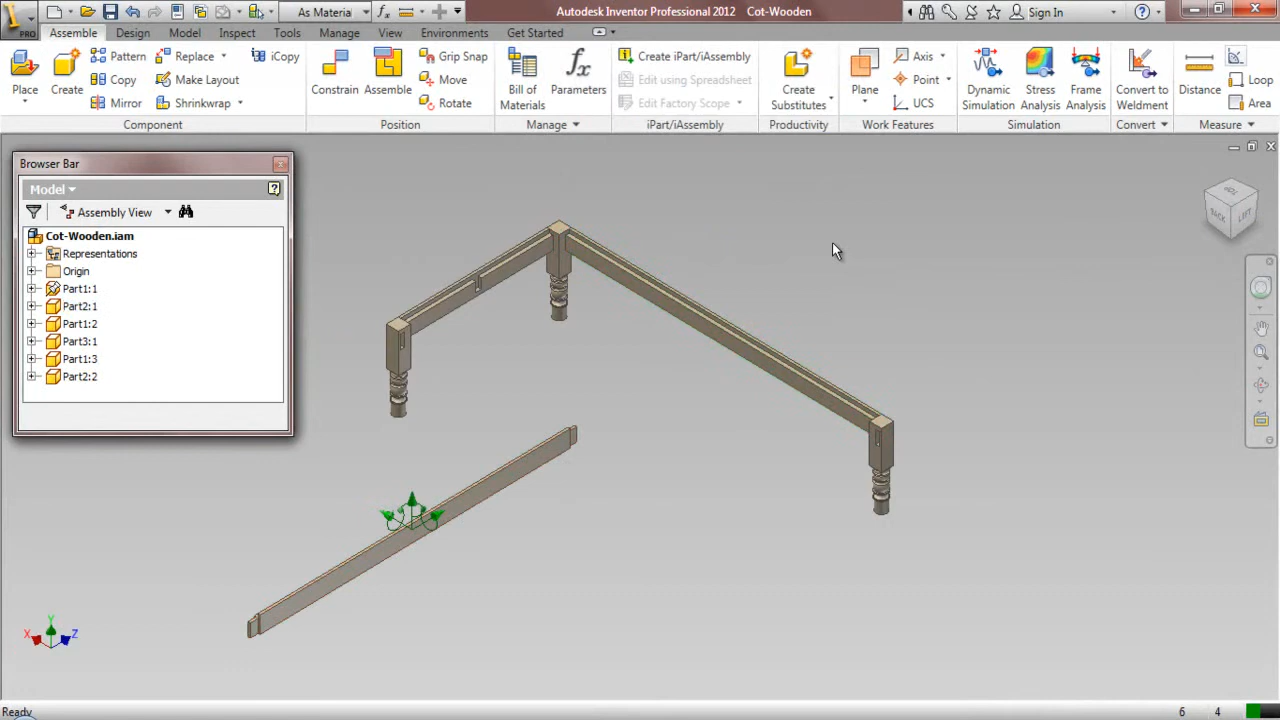 As Materia
Autodesk Inventor Professional 2012 Cot-Wooden
Sign In
PRO
Assemble Design Model Inspect Tools Manage View Environments Get Started
Place
Create
Pattern
Copy
Mirror
Replace
Make Layout
Shrinkwrap
iCopy
Component
Constrain
Assemble
Grip Snap
Move
Rotate
Position
Bill of
Materials
Parameters
Manage
Create iPart/iAssembly
Edit using Spreadsheet
Edit Factory Scope
iPart/iAssembly
Create
Substitutes
Productivity
Plane
Axis
Point
UCS
Work Features
Dynamic
Simulation
Stress
Analysis
Frame
Analysis
Simulation
Convert to
Weldment
Convert
Distance
Loop
Area
Measure
Browser Bar
Model
Assembly View
Cot-Wooden.iam
Representations
Origin
Part1:1
Part2:1
Part1:2
Part3:1
Part1:3
Part2:2
TOP
BACK
LEFT
X
Y
Z
Ready
6 4